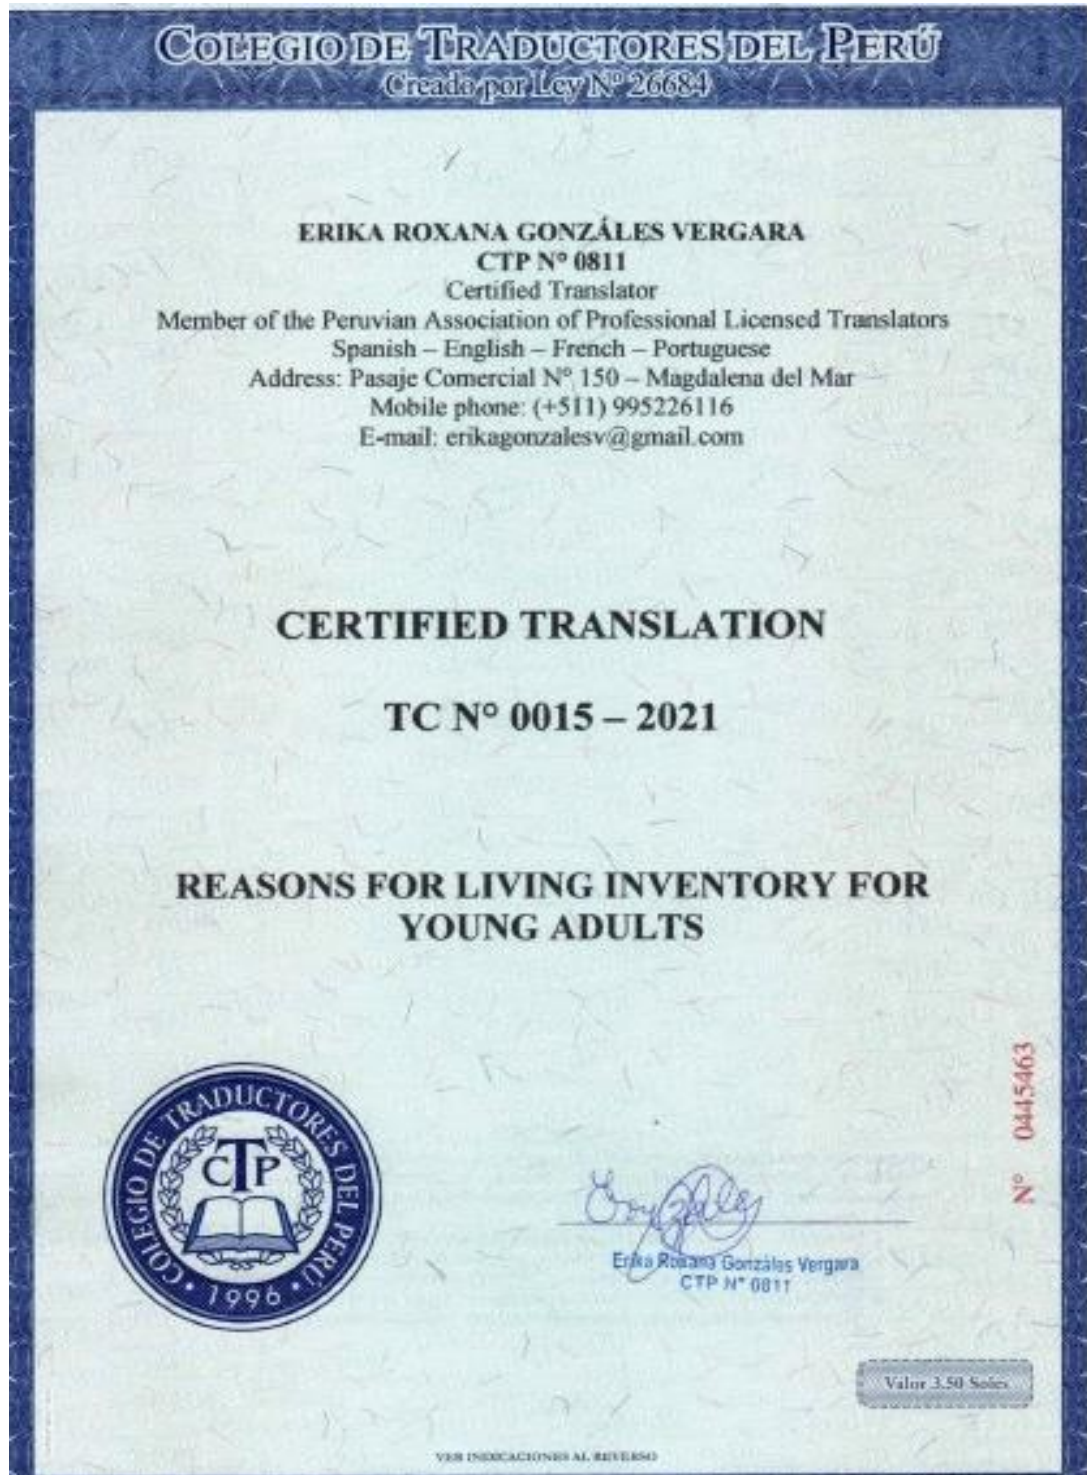 COLEGIO DE TRADUCTORES DEL PERÚ
Creado por Ley N° 26684
ERIKA ROXANA GONZÁLES VERGARA
CTP N° 0811
Certified Translator
Member of the Peruvian Association of Professional Licensed Translators
Spanish – English – French – Portuguese
Address: Pasaje Comercial N° 150 – Magdalena del Mar
Mobile phone: (+511) 995226116
E-mail: erikagonzalesv@gmail.com
CERTIFIED TRANSLATION
TC N° 0015 – 2021
REASONS FOR LIVING INVENTORY FOR
YOUNG ADULTS
N° 0445463
COLEGIO DE TRADUCTORES DEL PERÚ
CTP
1996
Erika Roxana Gonzáles Vergara
CTP N° 0811
Valor 3.50 Soles
VER INDICACIONES AL REVERSO